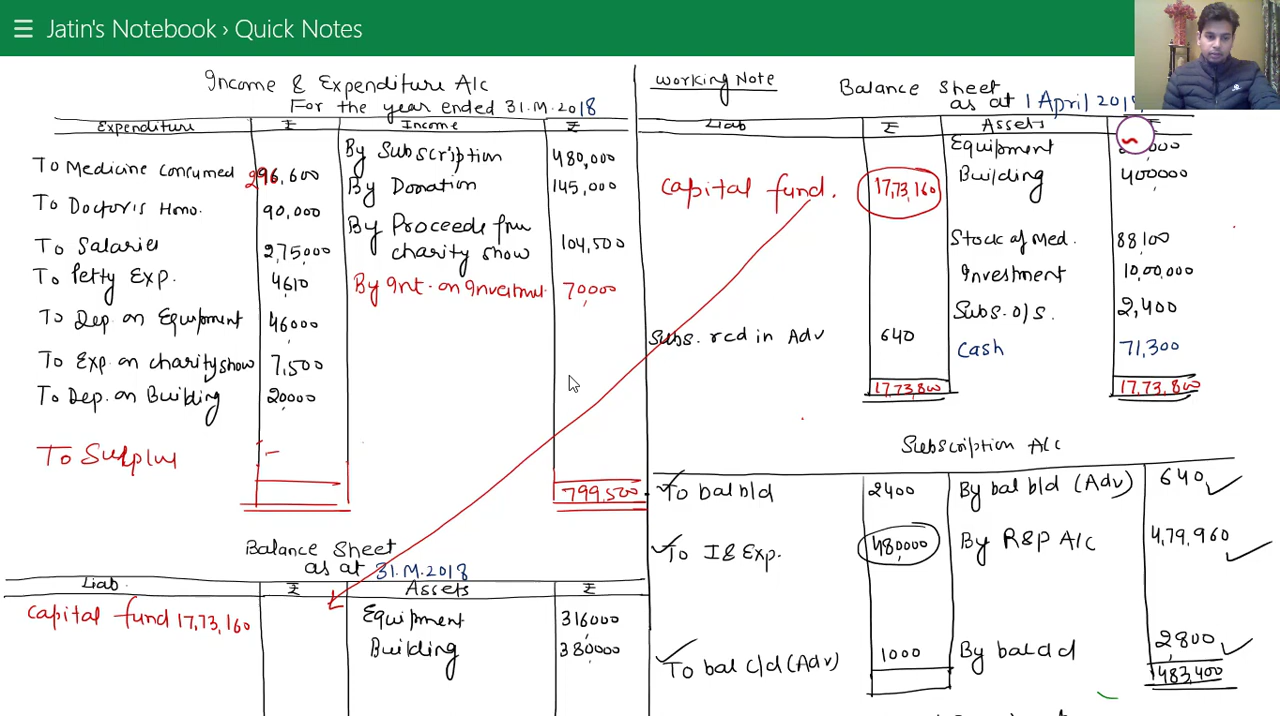 Jatin's Notebook › Quick Notes
Income & Expenditure A/c
For the year ended 31.M.2018
Expenditure ₹ Income ₹
To Medicine Consumed 296,600 By Subscription 480,000
To Doctor's Hono. 90,000 By Donation 145,000
To Salaries 2,75,000 By Proceeds from charity show 104,500
To Petty Exp. 4,610 By Int. on Investmen. 70,000
To Dep. on Equipment 46000
To Exp. on charity show 7,500
To Dep. on Building 20000
To Surplus -
799,500
Balance Sheet
as at 31.M.2018
Liab. ₹ Assets ₹
Capital fund 17,73,160 Equipment 316000
Building 380000
Working Note
Balance Sheet
as at 1 April 201
Liab ₹ Assets
Equipment
Capital fund. 17,73,160 Building 400000
Stock of Med. 88,100
Investment 10,00,000
Subs. o/s. 2,400
Subs. rcd in Adv 640 Cash 71,300
17,73,800 17,73,800
Subscription A/c
To bal b/d 2400 By bal b/d (Adv) 640
To I & Exp. 480000 By R&P A/c 4,79,960
To bal c/d (Adv) 1000 By bal c/d 2800
483,400